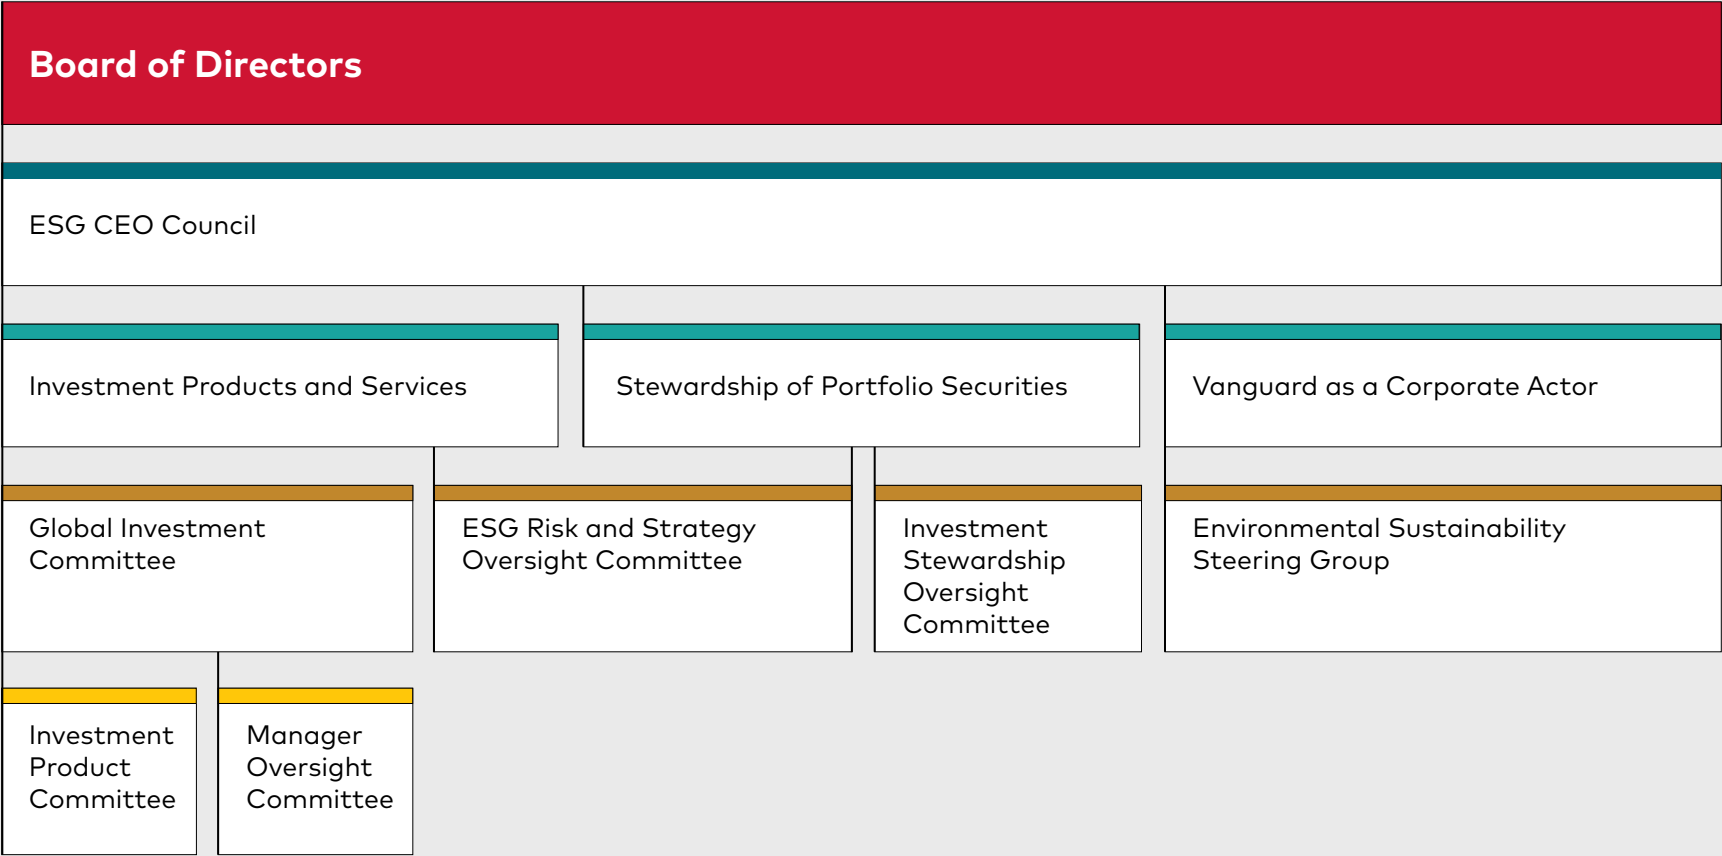 Board of Directors
ESG CEO Council
Investment Products and Services
Stewardship of Portfolio Securities
Vanguard as a Corporate Actor
Global Investment
Committee
ESG Risk and Strategy
Oversight Committee
Investment
Stewardship
Oversight
Committee
Environmental Sustainability
Steering Group
Investment
Product
Committee
Manager
Oversight
Committee